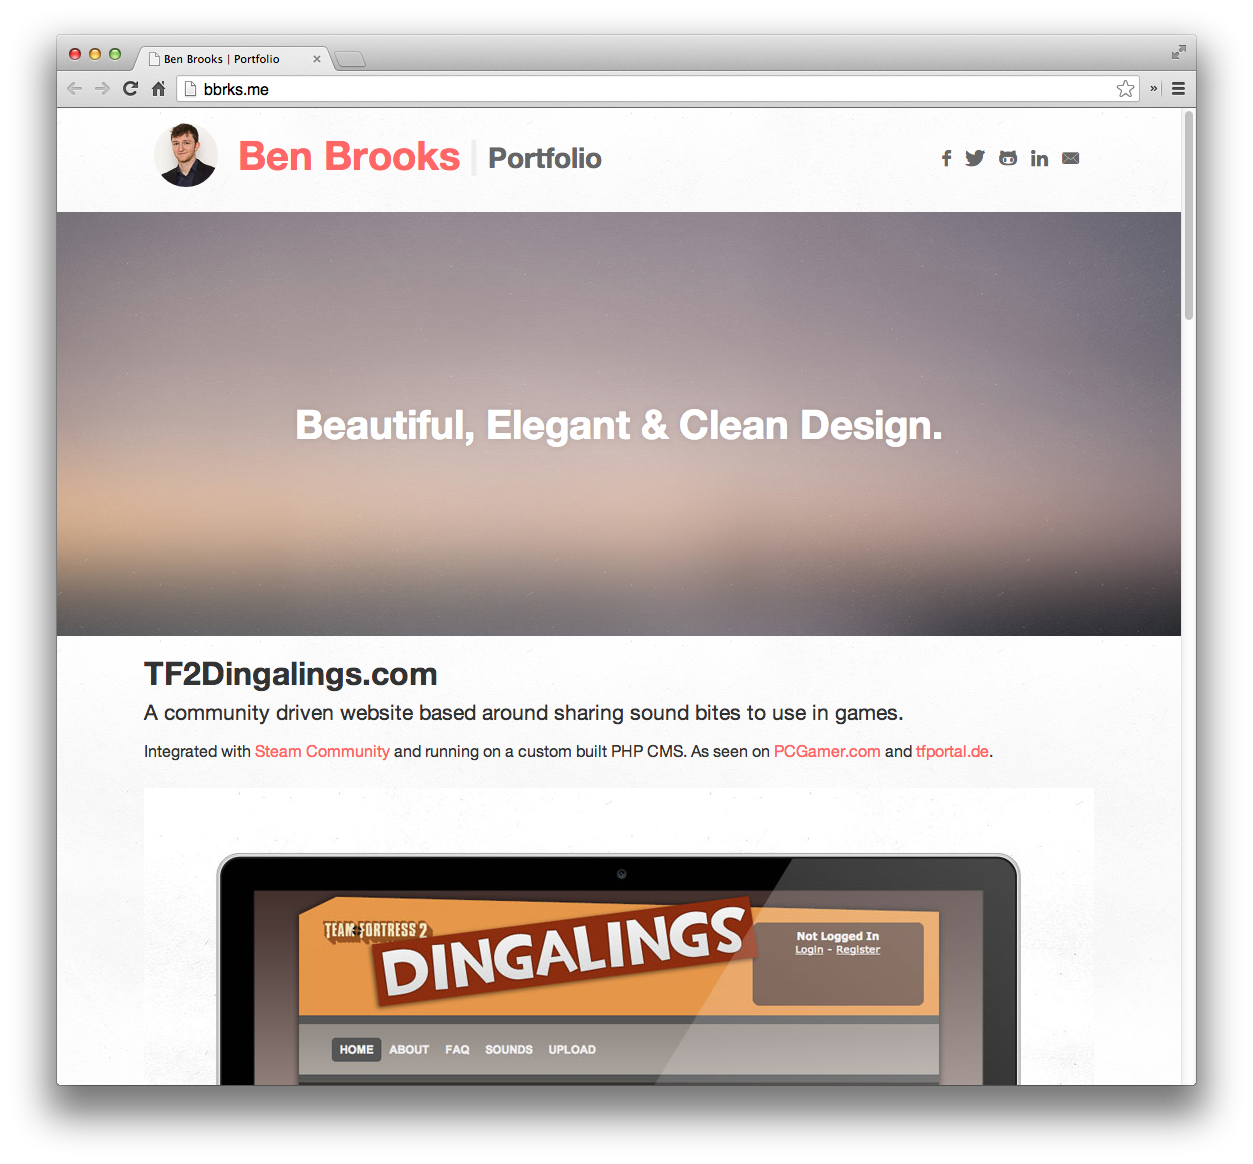 Ben Brooks | Portfolio
bbrks.me
»
Ben Brooks Portfolio
Beautiful, Elegant & Clean Design.
TF2Dingalings.com
A community driven website based around sharing sound bites to use in games.
Integrated with Steam Community and running on a custom built PHP CMS. As seen on PCGamer.com and tfportal.de.
TEAM FORTRESS 2
DINGALINGS
Not Logged In
Login - Register
HOME ABOUT FAQ SOUNDS UPLOAD